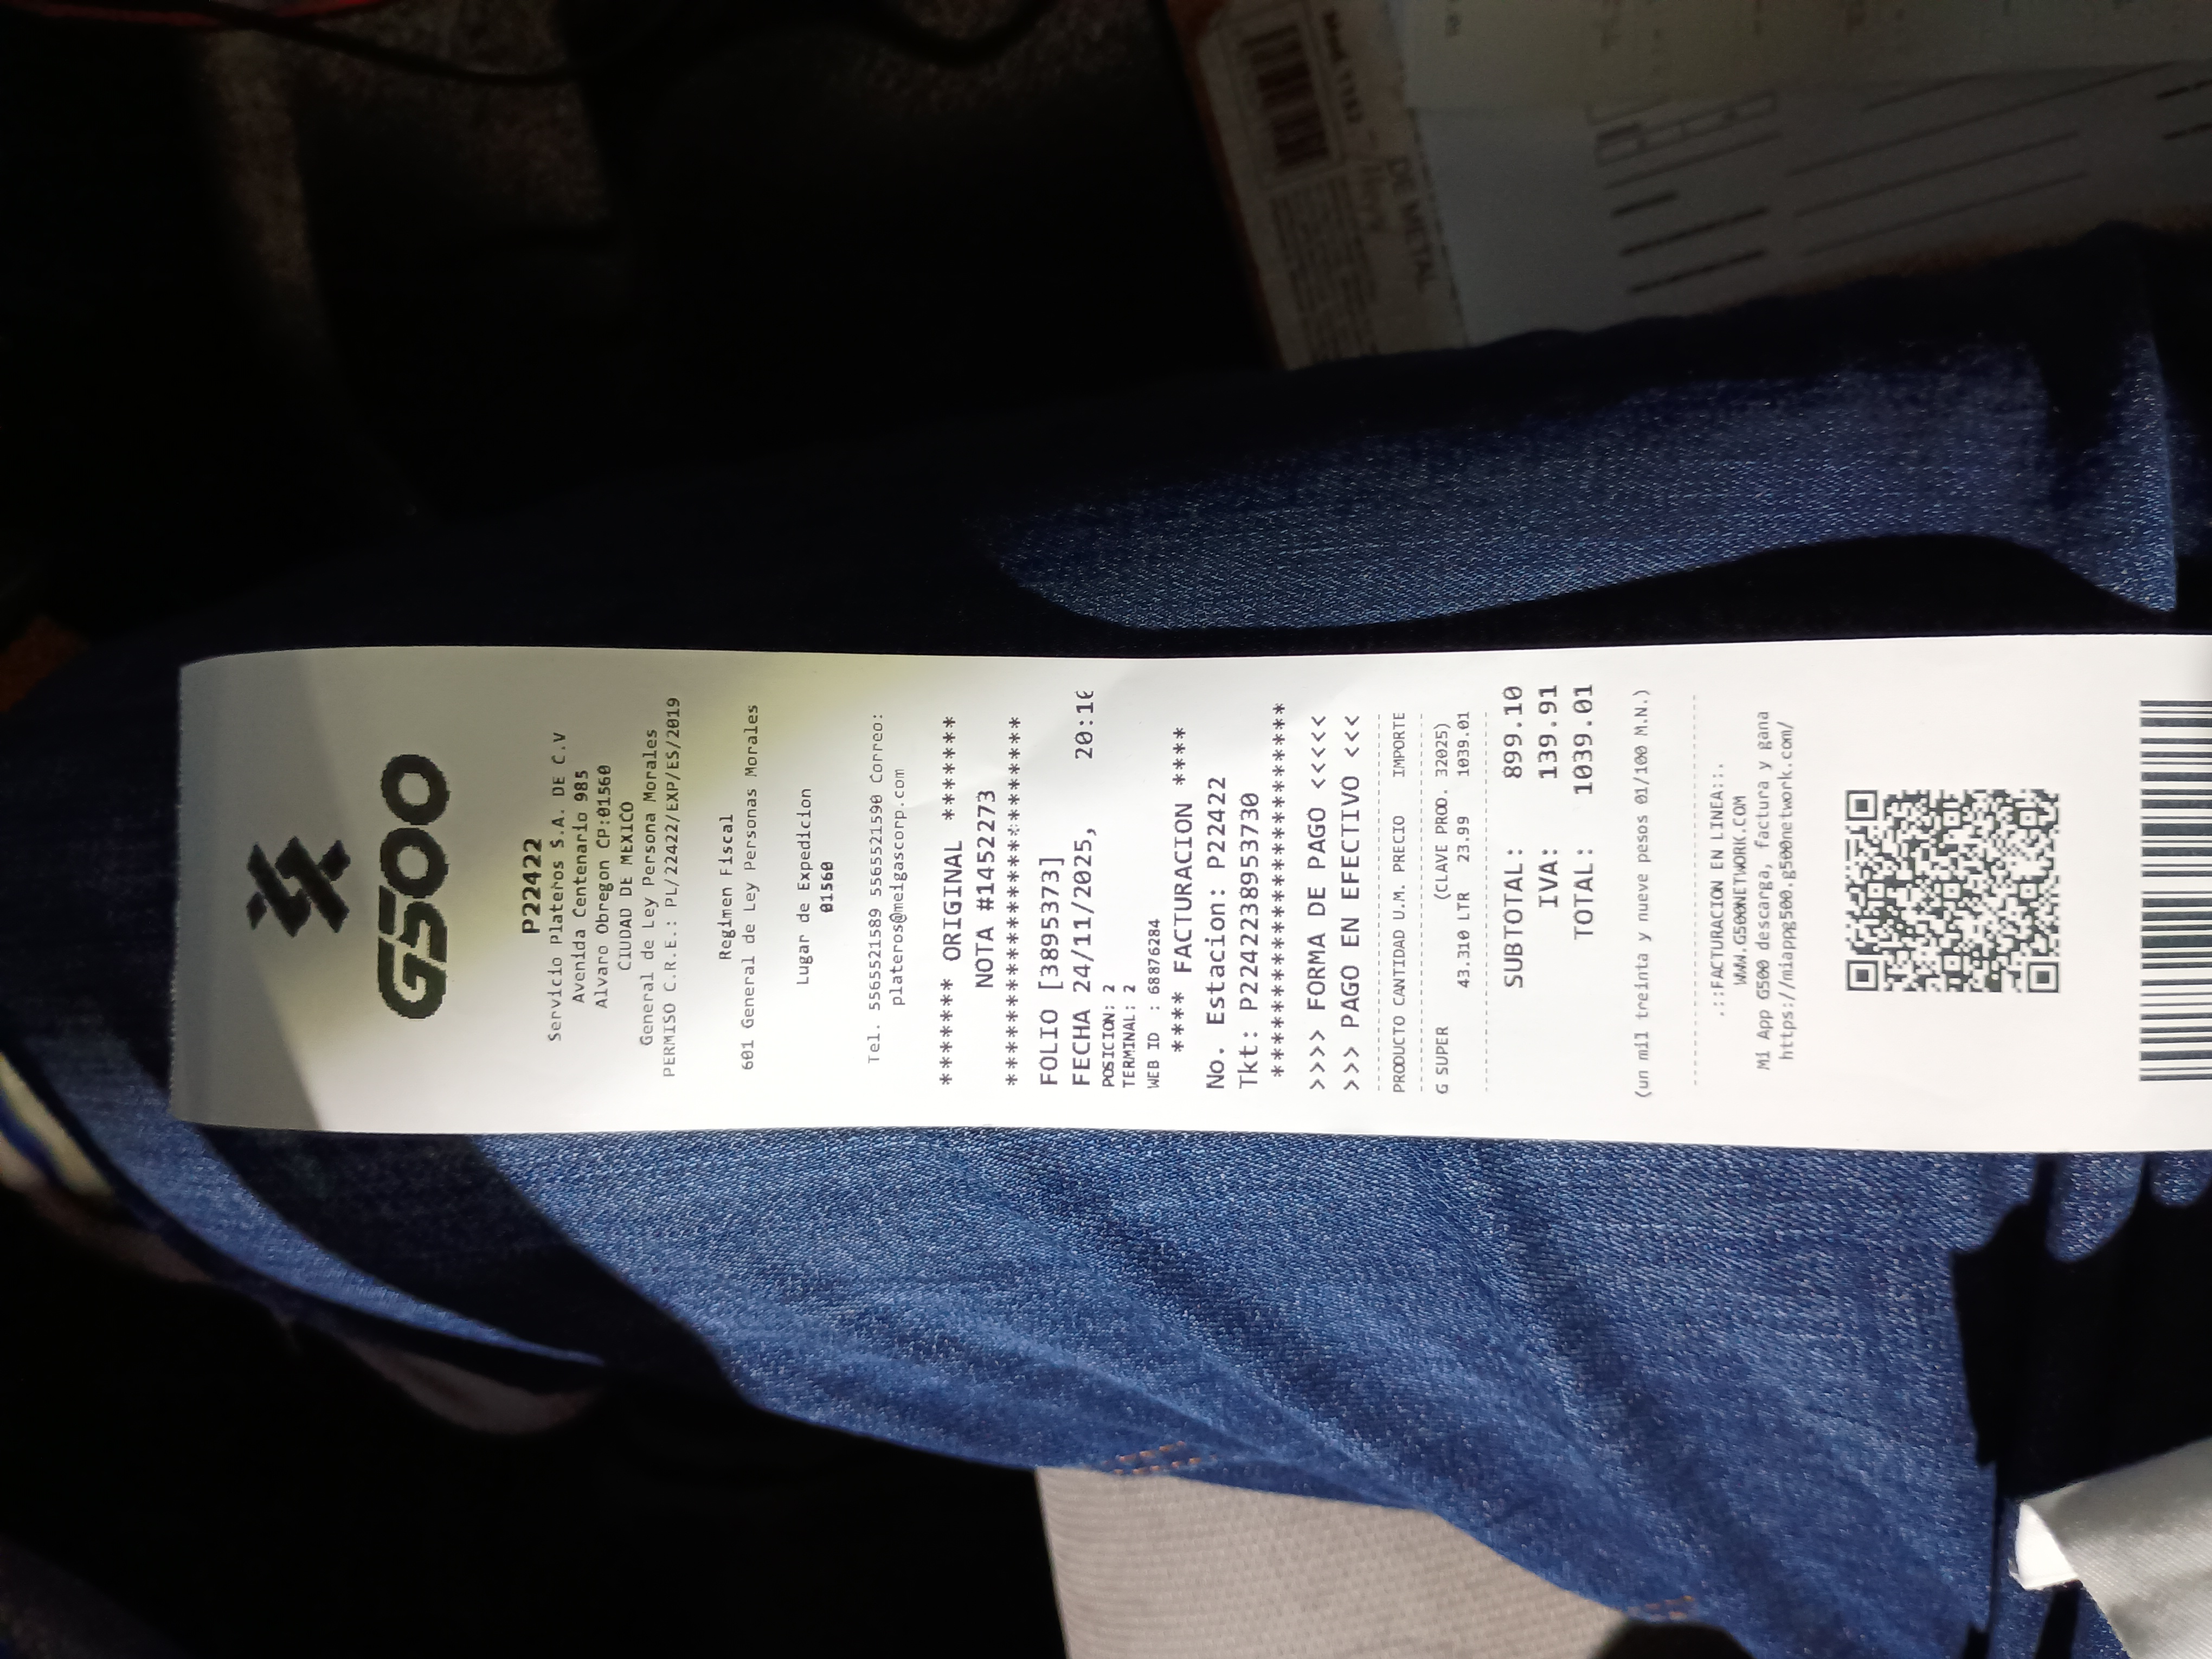 G500
P22422
Servicio Plateros S.A. DE C.V
Avenida Centenario 985
Alvaro Obregon CP:01560
CIUDAD DE MEXICO
General de Ley Persona Morales
PERMISO C.R.E.: PL/22422/EXP/ES/2019
Regimen Fiscal
601 General de Ley Personas Morales
Lugar de Expedicion
01560
Tel. 5565521589 5565521590 Correo:
plateros@meigascorp.com
******* ORIGINAL *******
NOTA #1452273
****************************
FOLIO [38953373]
FECHA 24/11/2025,
POSICION: 2
TERMINAL: 2
WEB ID : 68876284
**** FACTURACION ****
No. Estacion: P22422
Tkt: P2242238953730
****************************
>>>> FORMA DE PAGO <<<<<
>>> PAGO EN EFECTIVO <<<
PRODUCTO CANTIDAD U.M. PRECIO IMPORTE
G SUPER (CLAVE PROD. 32025)
43.310 LTR 23.99 1039.01
SUBTOTAL: 899.10
IVA: 139.91
TOTAL: 1039.01
(un mil treinta y nueve pesos 01/100 M.N.)
.::FACTURACION EN LINEA::.
WWW.G500NETWORK.COM
Mi App G500 descarga, factura y gana
https://miappg500.g500network.com/
DE METAL